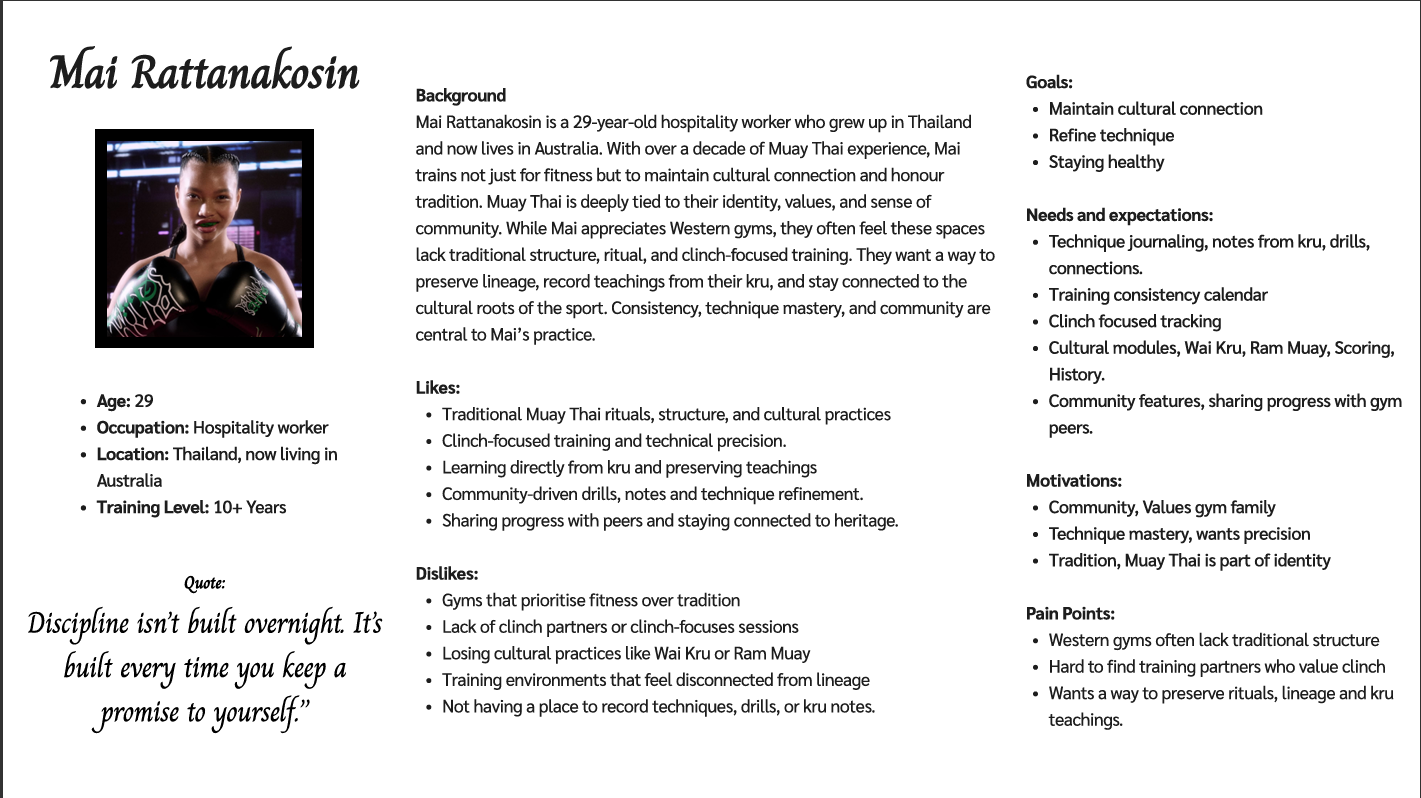 Mai Rattanakosin
Age: 29
Occupation: Hospitality worker
Location: Thailand, now living in
Australia
Training Level: 10+ Years
Quote:
Discipline isn’t built overnight. It’s
built every time you keep a
promise to yourself.”
Background
Mai Rattanakosin is a 29-year-old hospitality worker who grew up in Thailand
and now lives in Australia. With over a decade of Muay Thai experience, Mai
trains not just for fitness but to maintain cultural connection and honour
tradition. Muay Thai is deeply tied to their identity, values, and sense of
community. While Mai appreciates Western gyms, they often feel these spaces
lack traditional structure, ritual, and clinch-focused training. They want a way to
preserve lineage, record teachings from their kru, and stay connected to the
cultural roots of the sport. Consistency, technique mastery, and community are
central to Mai’s practice.
Likes:
Traditional Muay Thai rituals, structure, and cultural practices
Clinch-focused training and technical precision.
Learning directly from kru and preserving teachings
Community-driven drills, notes and technique refinement.
Sharing progress with peers and staying connected to heritage.
Dislikes:
Gyms that prioritise fitness over tradition
Lack of clinch partners or clinch-focuses sessions
Losing cultural practices like Wai Kru or Ram Muay
Training environments that feel disconnected from lineage
Not having a place to record techniques, drills, or kru notes.
Goals:
Maintain cultural connection
Refine technique
Staying healthy
Needs and expectations:
Technique journaling, notes from kru, drills,
connections.
Training consistency calendar
Clinch focused tracking
Cultural modules, Wai Kru, Ram Muay, Scoring,
History.
Community features, sharing progress with gym
peers.
Motivations:
Community, Values gym family
Technique mastery, wants precision
Tradition, Muay Thai is part of identity
Pain Points:
Western gyms often lack traditional structure
Hard to find training partners who value clinch
Wants a way to preserve rituals, lineage and kru
teachings.